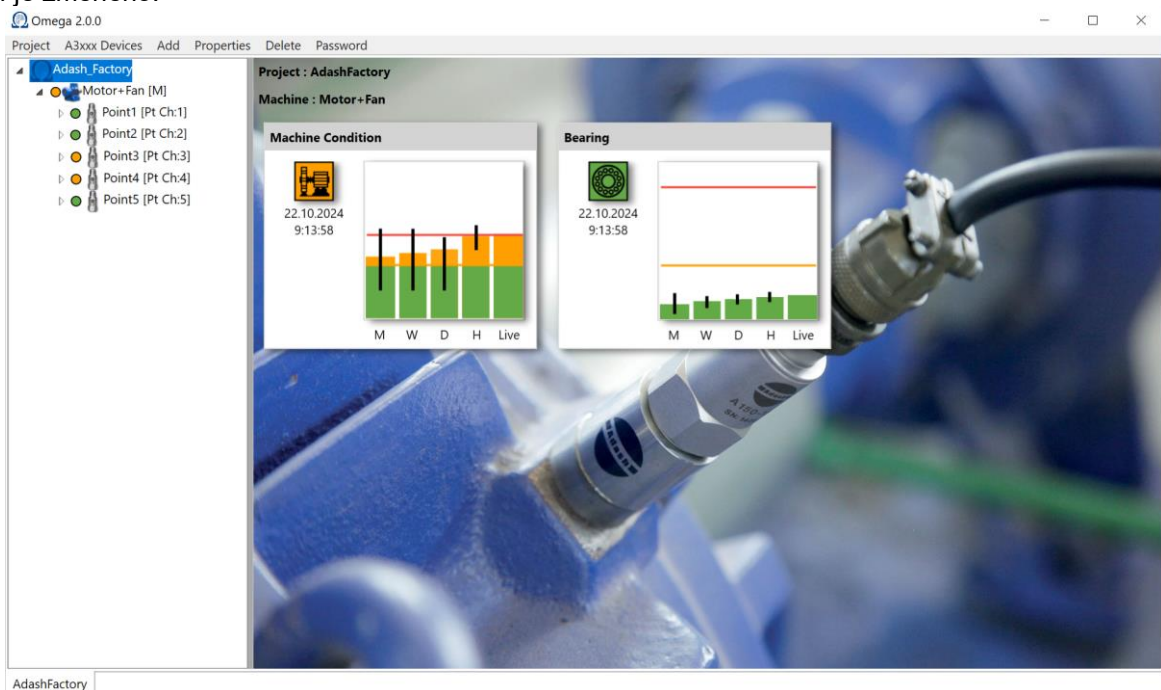 je změněno.
Omega 2.0.0
Project A3xxx Devices Add Properties Delete Password
Adash_Factory
Motor+Fan [M]
Point1 [Pt Ch:1]
Point2 [Pt Ch:2]
Point3 [Pt Ch:3]
Point4 [Pt Ch:4]
Point5 [Pt Ch:5]
Project : AdashFactory
Machine : Motor+Fan
Machine Condition
22.10.2024
9:13:58
M W D H Live
Bearing
22.10.2024
9:13:58
M W D H Live
Adash
AdashFactory